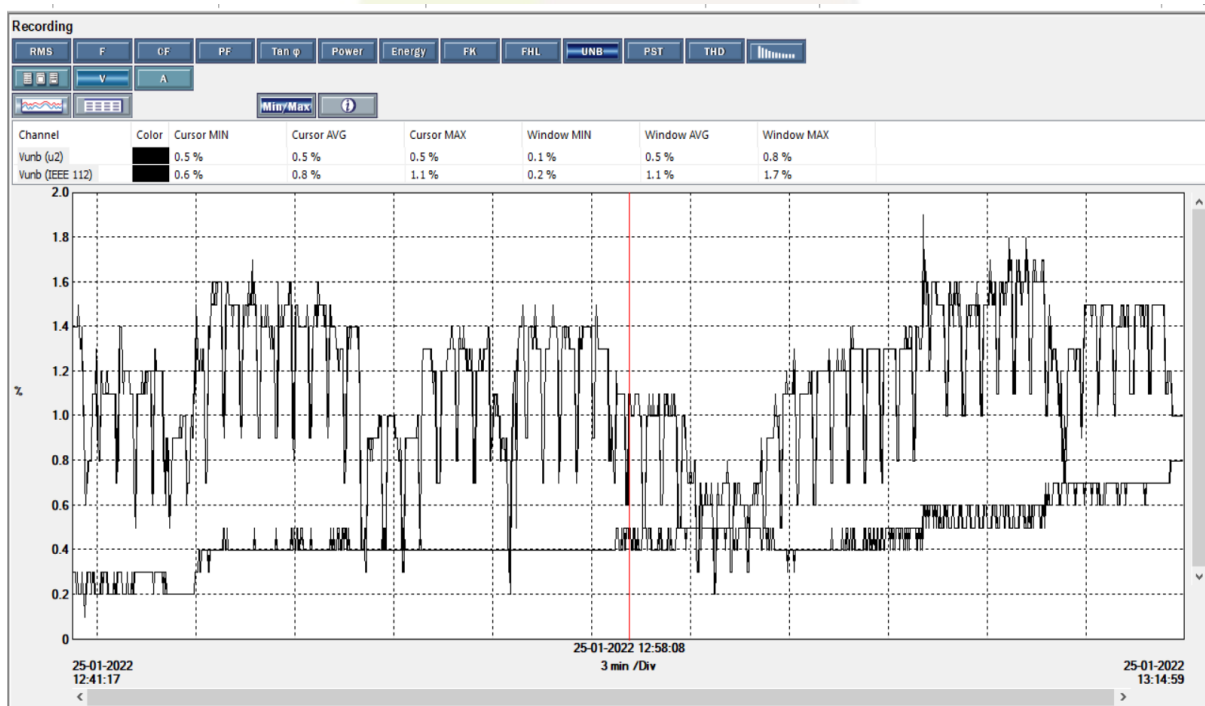 Recording
RMS F CF PF Tan φ Power Energy FK FHL UNB PST THD
V A
Min/Max
Channel Color Cursor MIN Cursor AVG Cursor MAX Window MIN Window AVG Window MAX
Vunb (u2) 0.5 % 0.5 % 0.5 % 0.1 % 0.5 % 0.8 %
Vunb (IEEE 112) 0.6 % 0.8 % 1.1 % 0.2 % 1.1 % 1.7 %
2.0
1.8
1.6
1.4
1.2
%
1.0
0.8
0.6
0.4
0.2
0
25-01-2022 12:58:08
25-01-2022 3 min /Div 25-01-2022
12:41:17 13:14:59